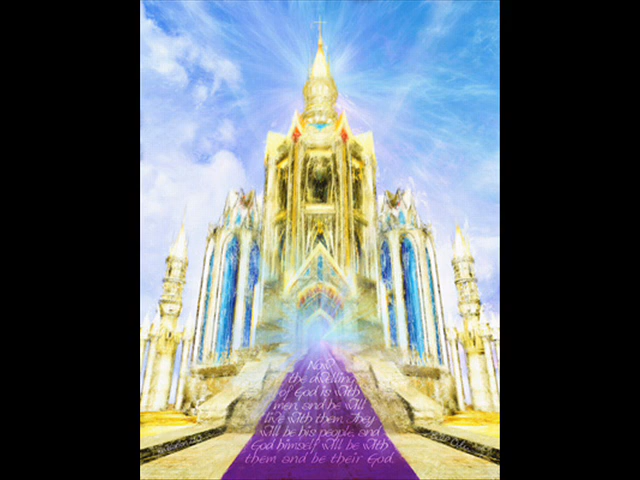 Now
the dwelling
of God is with
men, and he will
live with them. They
will be his people, and
God himself will be with
them and be their God.